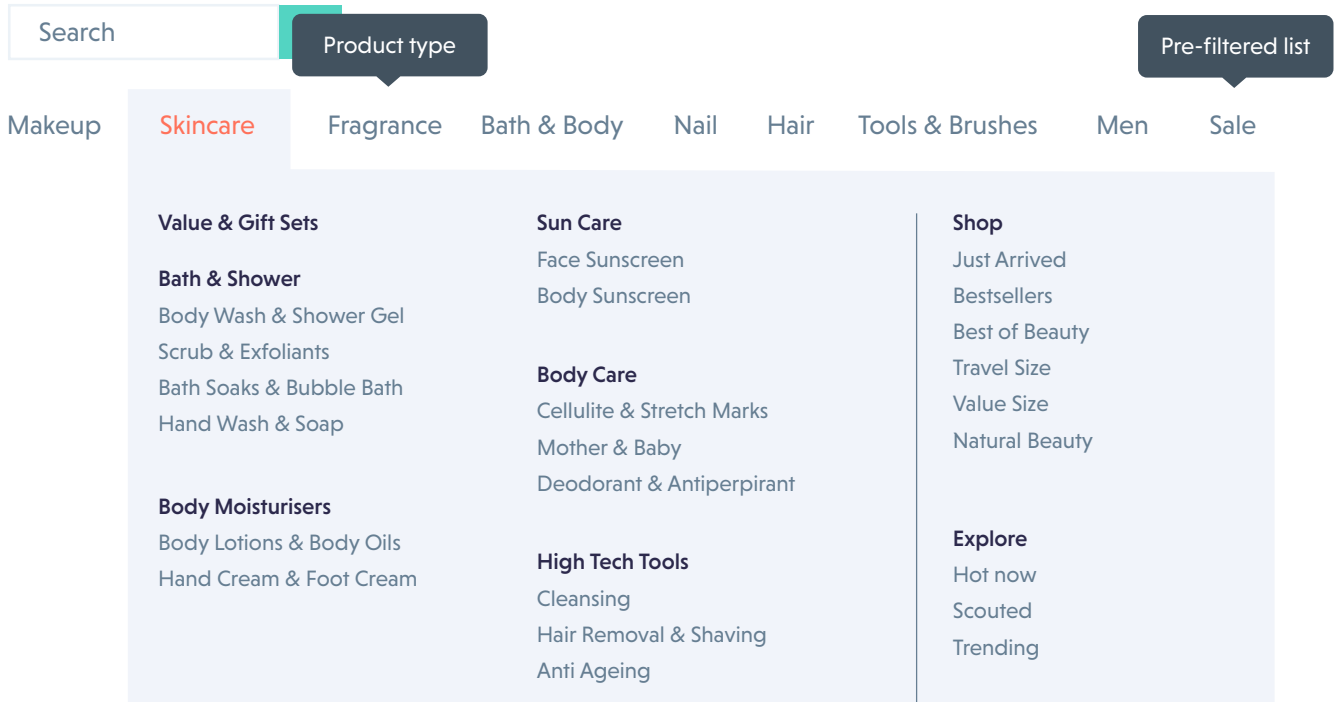 Search
Product type
Pre-filtered list
Makeup
Skincare
Fragrance
Bath & Body
Nail
Hair
Tools & Brushes
Men
Sale
Value & Gift Sets
Bath & Shower
Body Wash & Shower Gel
Scrub & Exfoliants
Bath Soaks & Bubble Bath
Hand Wash & Soap
Body Moisturisers
Body Lotions & Body Oils
Hand Cream & Foot Cream
Sun Care
Face Sunscreen
Body Sunscreen
Body Care
Cellulite & Stretch Marks
Mother & Baby
Deodorant & Antiperpirant
High Tech Tools
Cleansing
Hair Removal & Shaving
Anti Ageing
Shop
Just Arrived
Bestsellers
Best of Beauty
Travel Size
Value Size
Natural Beauty
Explore
Hot now
Scouted
Trending